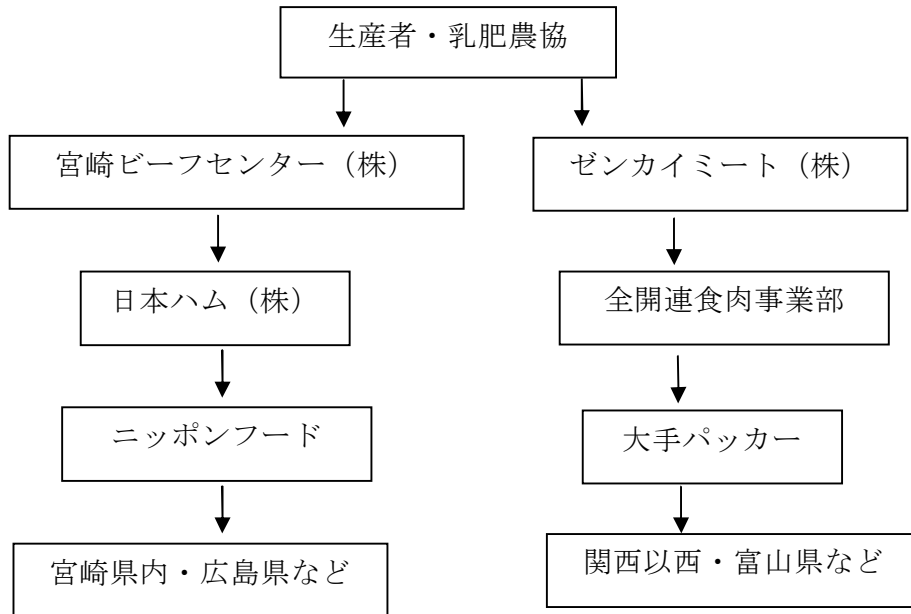 生産者・乳肥農協
宮崎ビーフセンター（株）
ゼンカイミート（株）
日本ハム（株）
全開連食肉事業部
ニッポンフード
大手パッカー
宮崎県内・広島県など
関西以西・富山県など